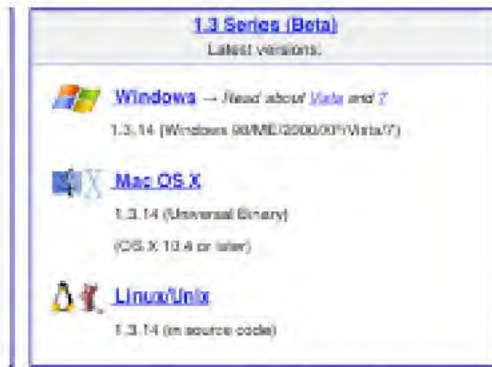 1.3 Series (Beta)
Latest versions.
Windows → Read about Vista and 7
1.3.14 (Windows 98/ME/2000/XP/Vista/7)
Mac OS X
1.3.14 (Universal Binary)
(OS X 10.4 or later)
Linux/Unix
1.3.14 (in source code)